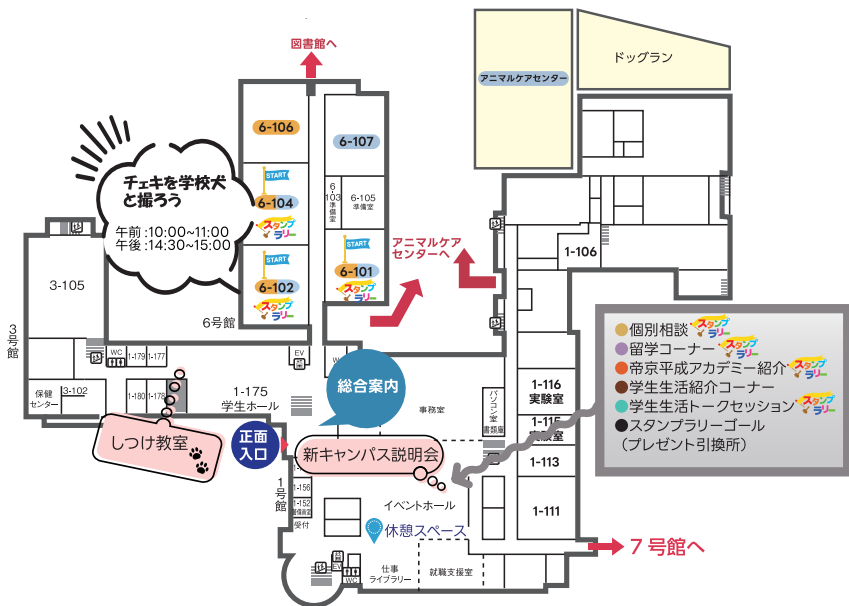 図書館へ
ドッグラン
アニマルケアセンター
6-106
6-107
START
6-104
スタンプ
ラリー
6-
103
準備
室
6-105
準備室
チェキを学校犬
と撮ろう
午前:10:00~11:00
午後:14:30~15:00
START
6-102
スタンプ
ラリー
START
6-101
スタンプ
ラリー
アニマルケア
センターへ
1-106
3-105
6号館
3号館
WC
1-179
1-177
EV
保健
センター
3-102
1-180
1-178
1-175
学生ホール
総合案内
事務室
パソコン室
書類庫
1-116
実験室
1-115
実験室
1-113
1-111
しつけ教室
正面
入口
新キャンパス説明会
1号館
1-156
1-152
受付
イベントホール
休憩スペース
EV
WC
仕事
ライブラリー
就職支援室
7号館へ
個別相談
スタンプ
ラリー
留学コーナー
スタンプ
ラリー
帝京平成アカデミー紹介
スタンプ
ラリー
学生生活紹介コーナー
学生生活トークセッション
スタンプ
ラリー
スタンプラリーゴール
(プレゼント引換所)